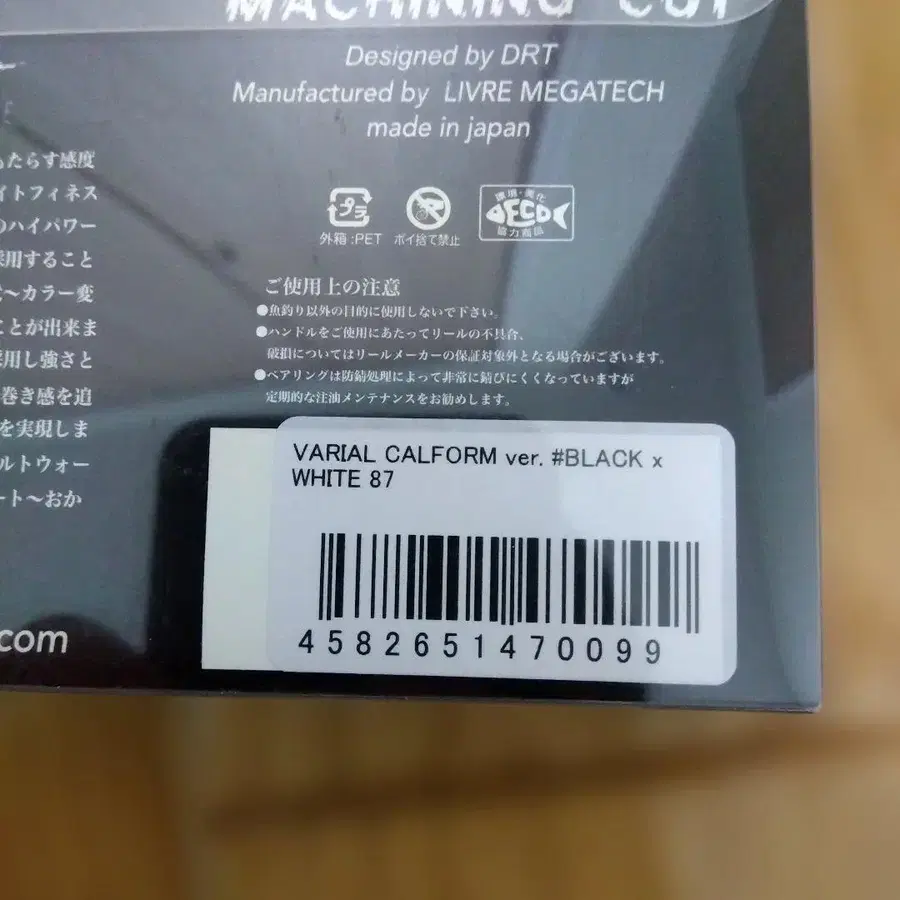 MACHINING CUT
Designed by DRT
Manufactured by LIVRE MEGATECH
made in japan
もたらす感度
イトフィネス
のハイパワー
採用すること
〜カラー変
ことが出来ま
採用し強さと
巻き感を追
を実現しま
ルトウォー
ート〜おか
.com
プラ
外箱:PET
ポイ捨て禁止
環境・美化
ECO
協力商品
ご使用上の注意
●魚釣り以外の目的に使用しないで下さい。
●ハンドルをご使用にあたってリールの不具合、
破損についてはリールメーカーの保証対象外となる場合がございます。
●ベアリングは防錆処理によって非常に錆びにくくなっていますが
定期的な注油メンテナンスをお勧めします。
VARIAL CALFORM ver. #BLACK x
WHITE 87
4582651470099